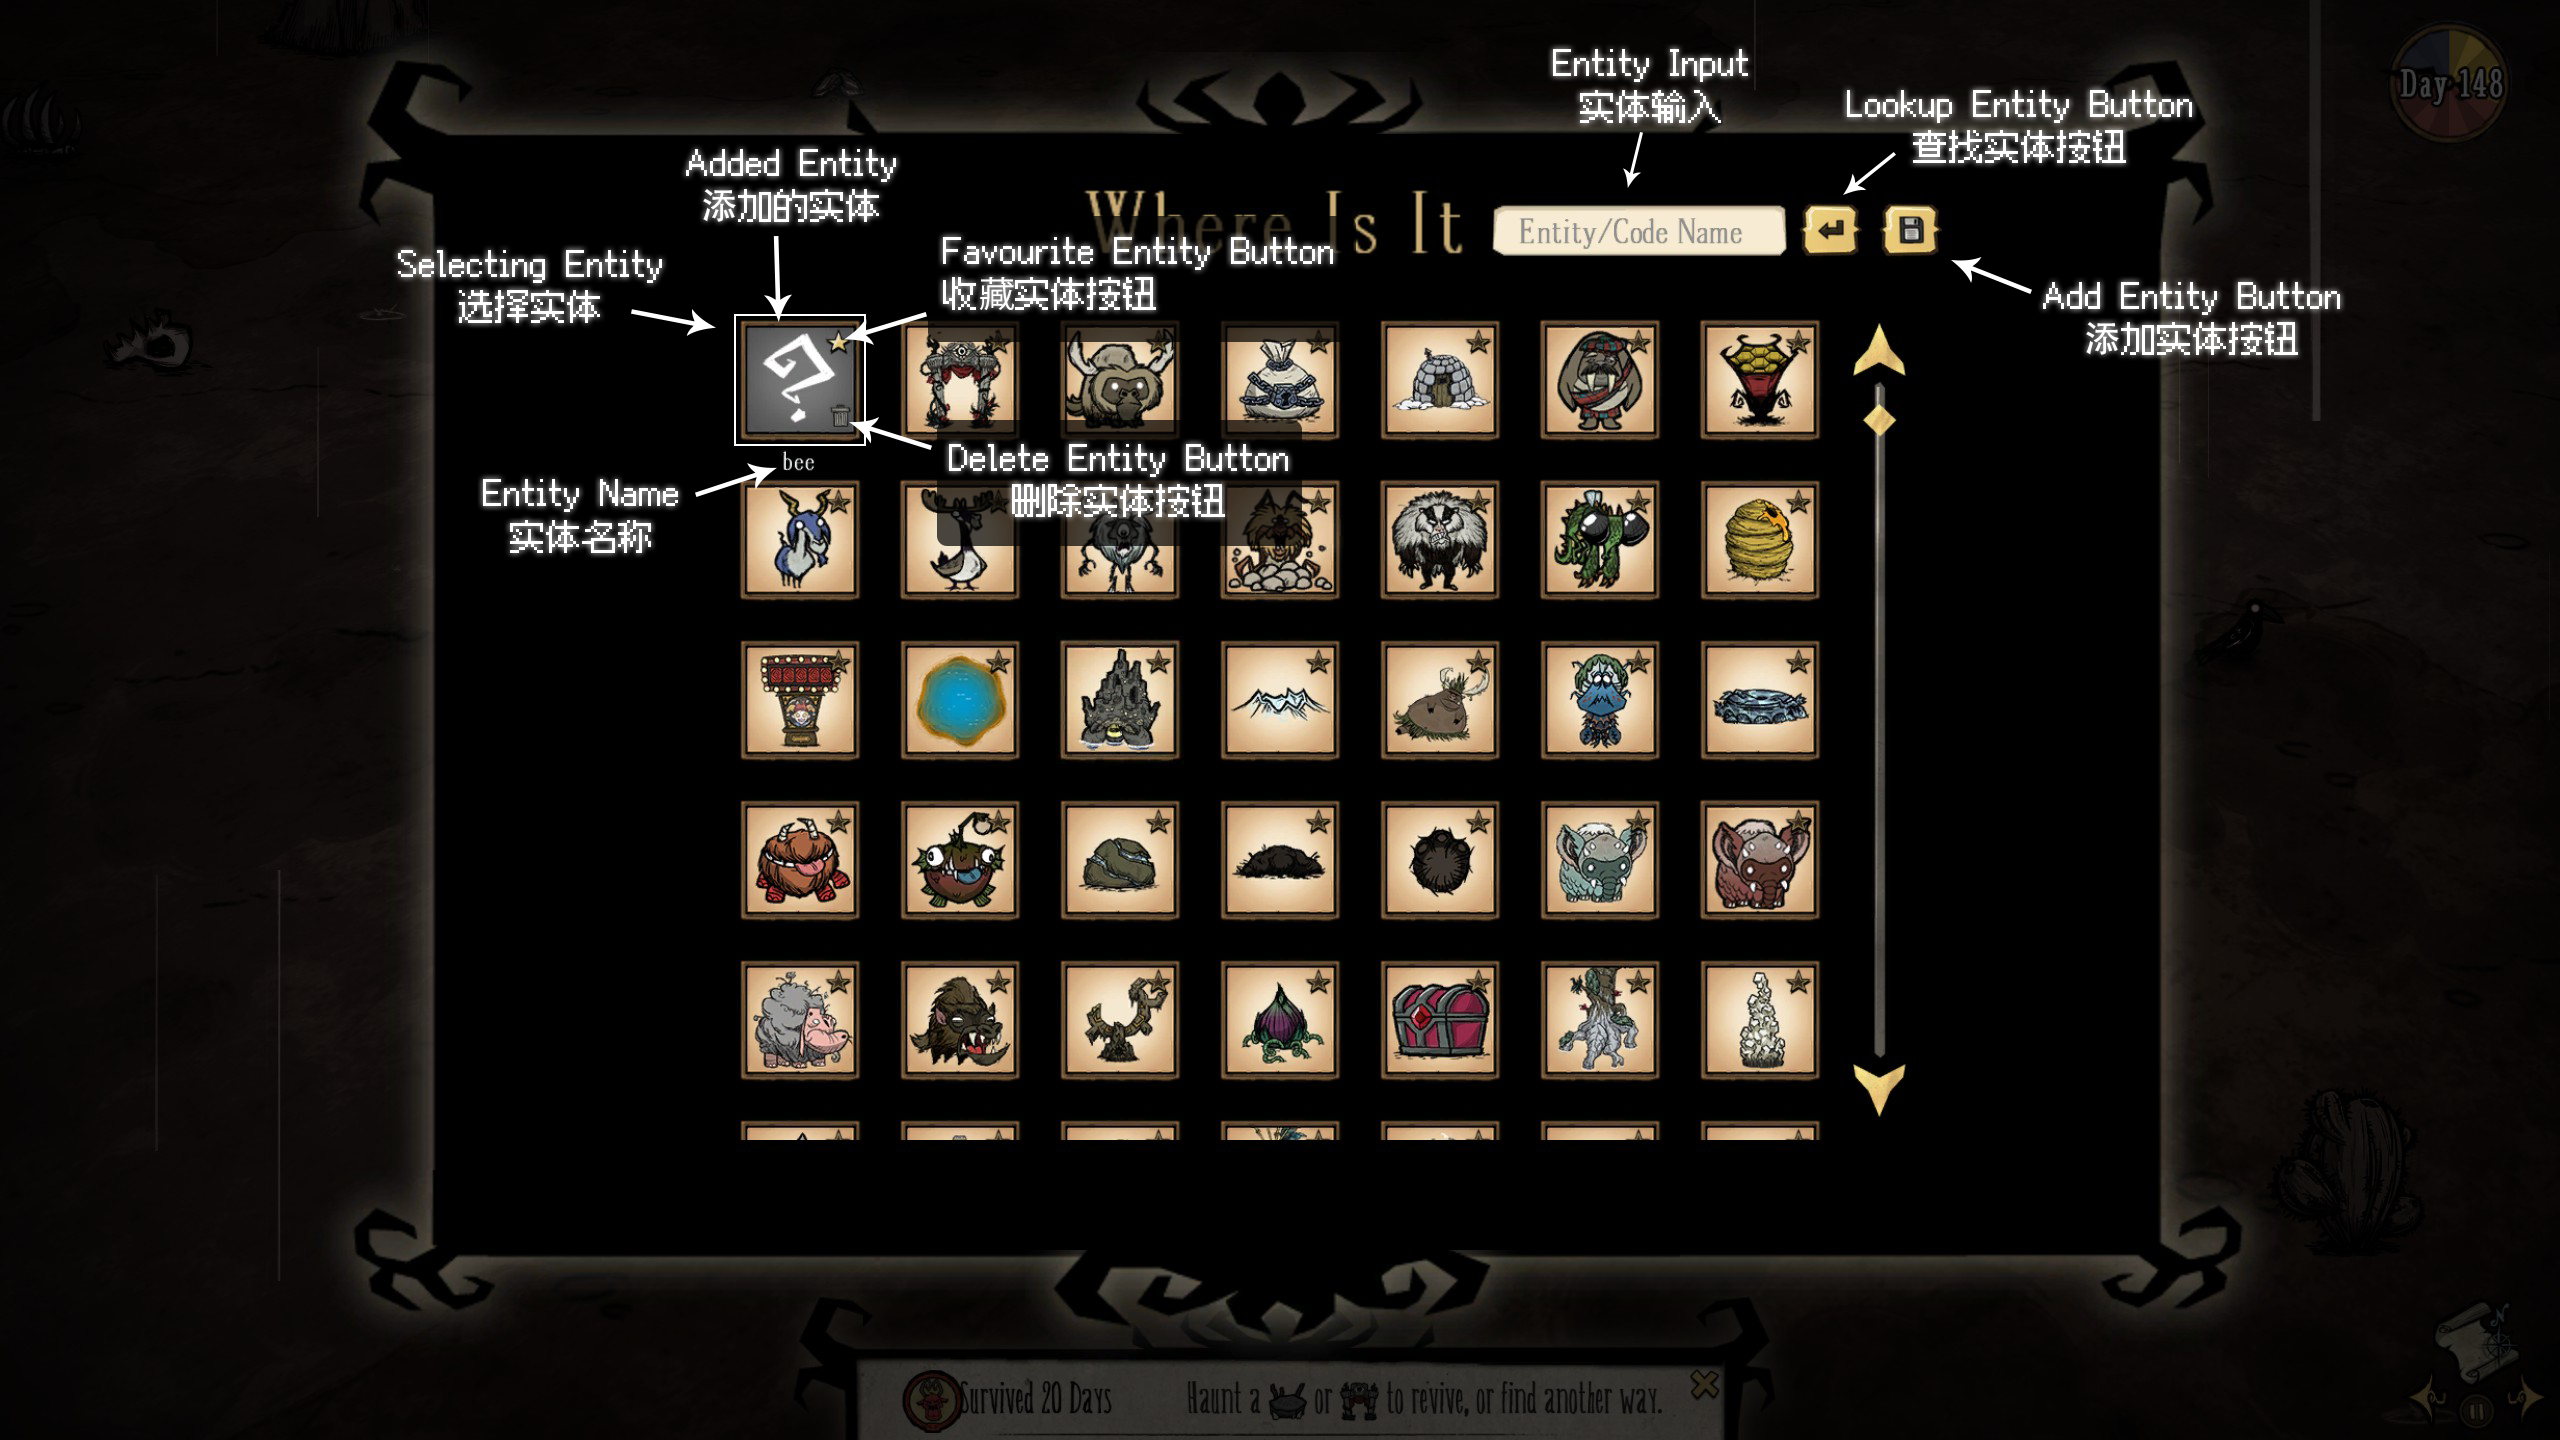 Entity Input
实体输入
Day 148
Lookup Entity Button
查找实体按钮
Added Entity
添加的实体
Where Is It
Entity/Code Name
Selecting Entity
选择实体
Favourite Entity Button
收藏实体按钮
Add Entity Button
添加实体按钮
bee
Delete Entity Button
删除实体按钮
Entity Name
实体名称
Survived 20 Days
Haunt a or to revive, or find another way.